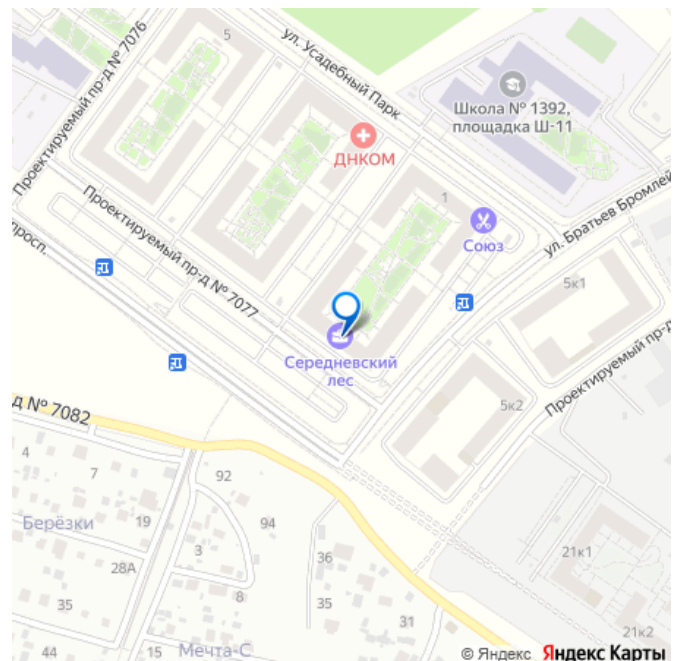 Проектируемый пр-д № 7076
5
ул. Усадебный Парк
Школа № 1392,
площадка Ш-11
ДНКОМ
1
Союз
ул. Братьев Бромлей
Проектируемый пр-д № 7077
просп.
5к1
Середневский
лес
5к2
Проектируемый пр-д
д № 7082
4
7
92
Берёзки
19
94
3
36
28А
21к1
8
35
35
31
21к2
44
15
Мечта-С
© Яндекс Яндекс Карты